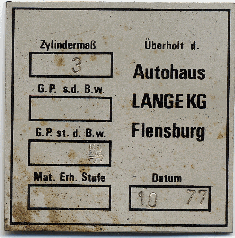 Zylindermaß
3
G.P. s.d. B.w.
G.P. st. d. B.w.
Mat. Erh. Stufe
Überholt d.
Autohaus
LANGE KG
Flensburg
Datum
10 77